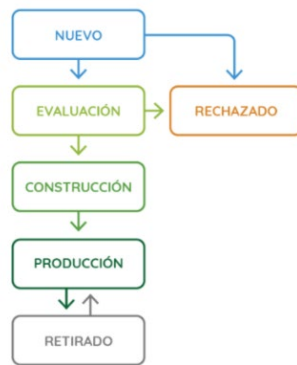 NUEVO
EVALUACIÓN
RECHAZADO
CONSTRUCCIÓN
PRODUCCIÓN
RETIRADO